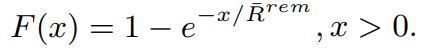 F(x) = 1 − e^{−x/R̄^{rem}}, x > 0.